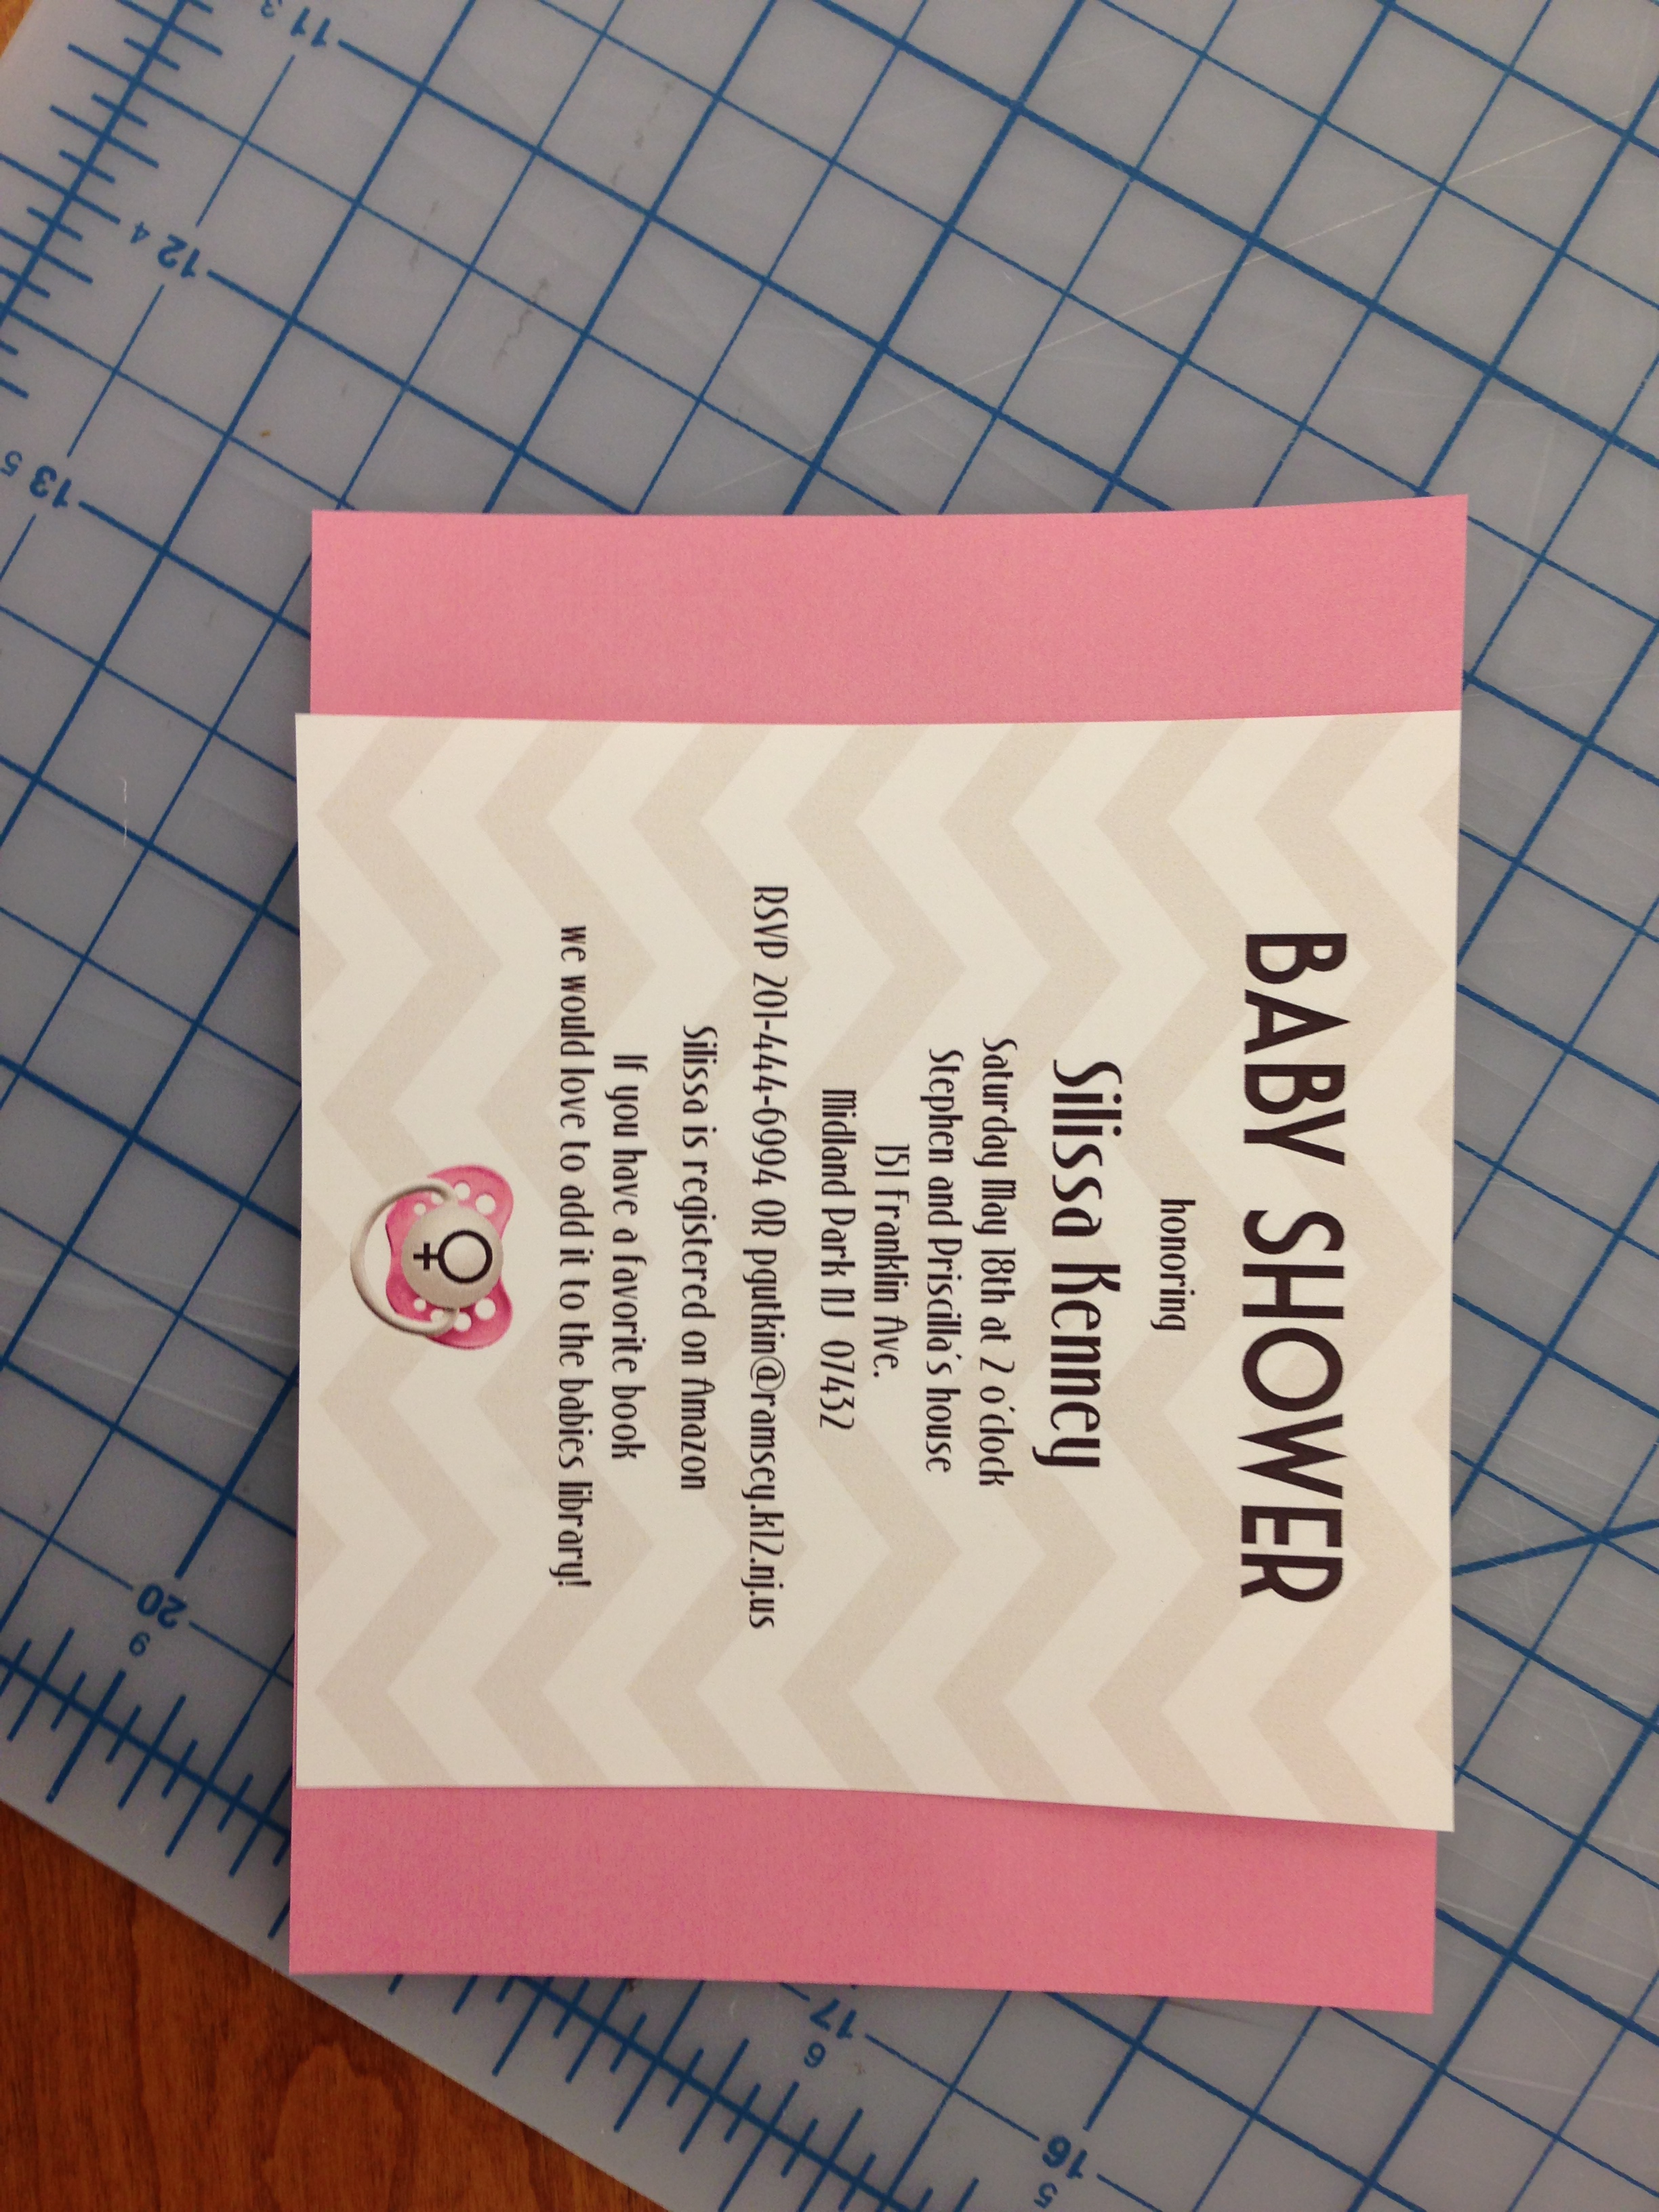 BABY SHOWER
honoring
Silissa Kenney
Saturday May 18th at 2 o'clock
Stephen and Priscilla's house
151 Franklin Ave.
Midland Park NJ 07432
RSVP 201-444-6994 OR pgutkin@ramsey.k12.nj.us
Silissa is registered on Amazon
If you have a favorite book
we would love to add it to the babies library!
11 3
12 4
13 5
20
9
17
6
16
5